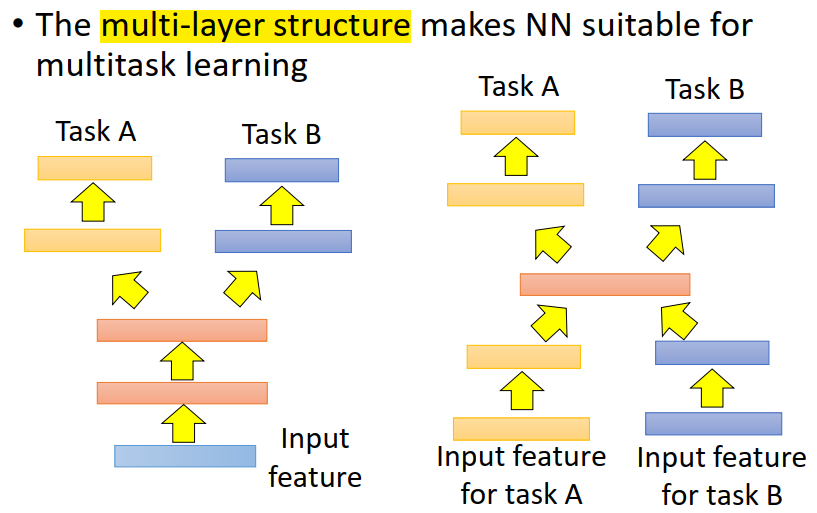 • The multi-layer structure makes NN suitable for
multitask learning
Task A
Task B
Input
feature
Task A
Task B
Input feature
for task A
Input feature
for task B